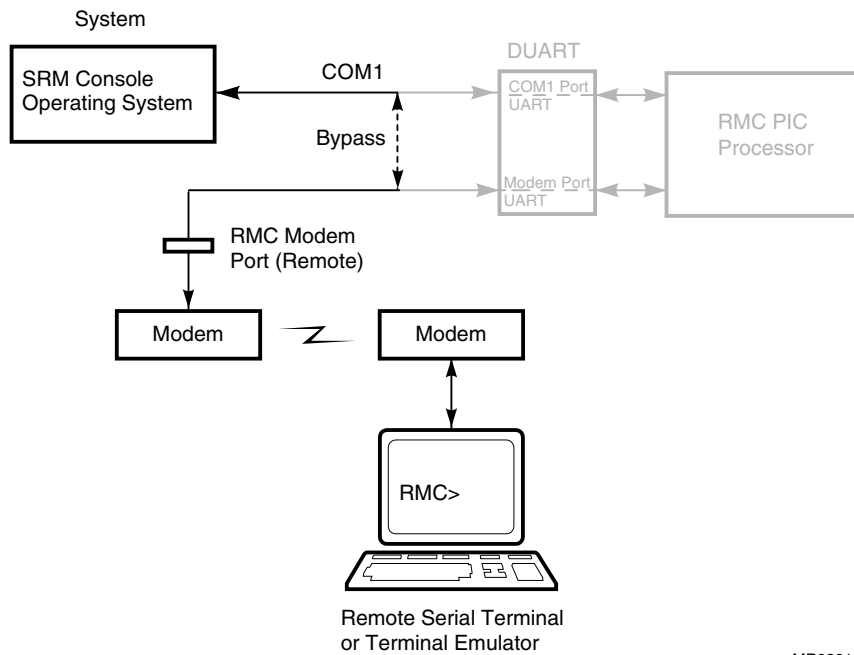 System
SRM Console
Operating System
COM1
Bypass
DUART
COM1 Port
UART
Modem Port
UART
RMC PIC
Processor
RMC Modem
Port (Remote)
Modem
Modem
RMC>
Remote Serial Terminal
or Terminal Emulator